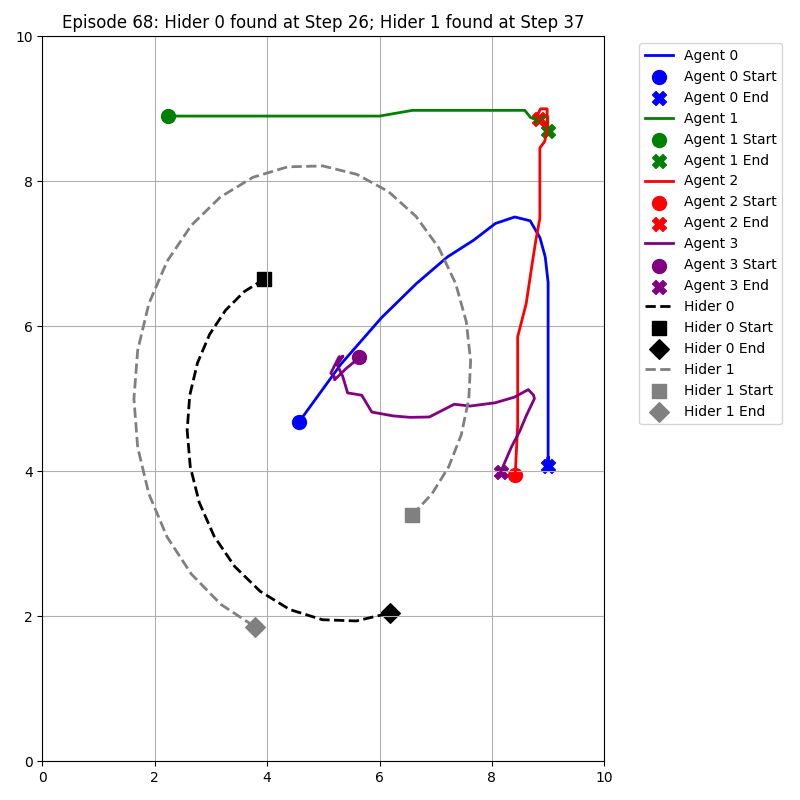 Episode 68: Hider 0 found at Step 26; Hider 1 found at Step 37
10
8
6
4
2
0
0 2 4 6 8 10
Agent 0
Agent 0 Start
Agent 0 End
Agent 1
Agent 1 Start
Agent 1 End
Agent 2
Agent 2 Start
Agent 2 End
Agent 3
Agent 3 Start
Agent 3 End
Hider 0
Hider 0 Start
Hider 0 End
Hider 1
Hider 1 Start
Hider 1 End